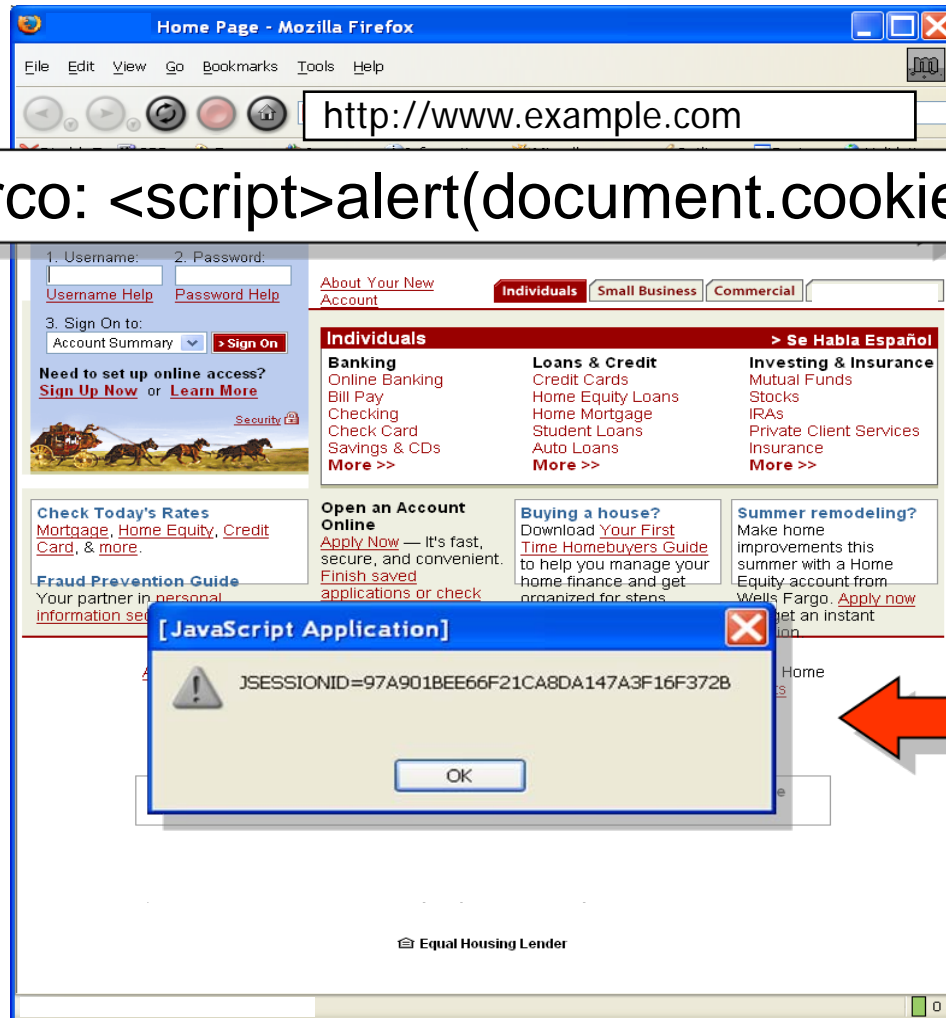 Home Page - Mozilla Firefox
File Edit View Go Bookmarks Tools Help
http://www.example.com
rco: <script>alert(document.cookie
1. Username: 2. Password:
Username Help Password Help
3. Sign On to:
Account Summary > Sign On
Need to set up online access?
Sign Up Now or Learn More
Security
About Your New
Account
Individuals Small Business Commercial
Individuals > Se Habla Español
Banking
Online Banking
Bill Pay
Checking
Check Card
Savings & CDs
More >>
Loans & Credit
Credit Cards
Home Equity Loans
Home Mortgage
Student Loans
Auto Loans
More >>
Investing & Insurance
Mutual Funds
Stocks
IRAs
Private Client Services
Insurance
More >>
Check Today's Rates
Mortgage, Home Equity, Credit
Card, & more.
Fraud Prevention Guide
Your partner in personal
information sec
Open an Account
Online
Apply Now — It's fast,
secure, and convenient.
Finish saved
applications or check
Buying a house?
Download Your First
Time Homebuyers Guide
to help you manage your
home finance and get
organized for steps
Summer remodeling?
Make home
improvements this
summer with a Home
Equity account from
Wells Fargo. Apply now
get an instant
ion
[JavaScript Application]
JSESSIONID=97A901BEE66F21CA8DA147A3F16F372B
OK
Home
Equal Housing Lender
0